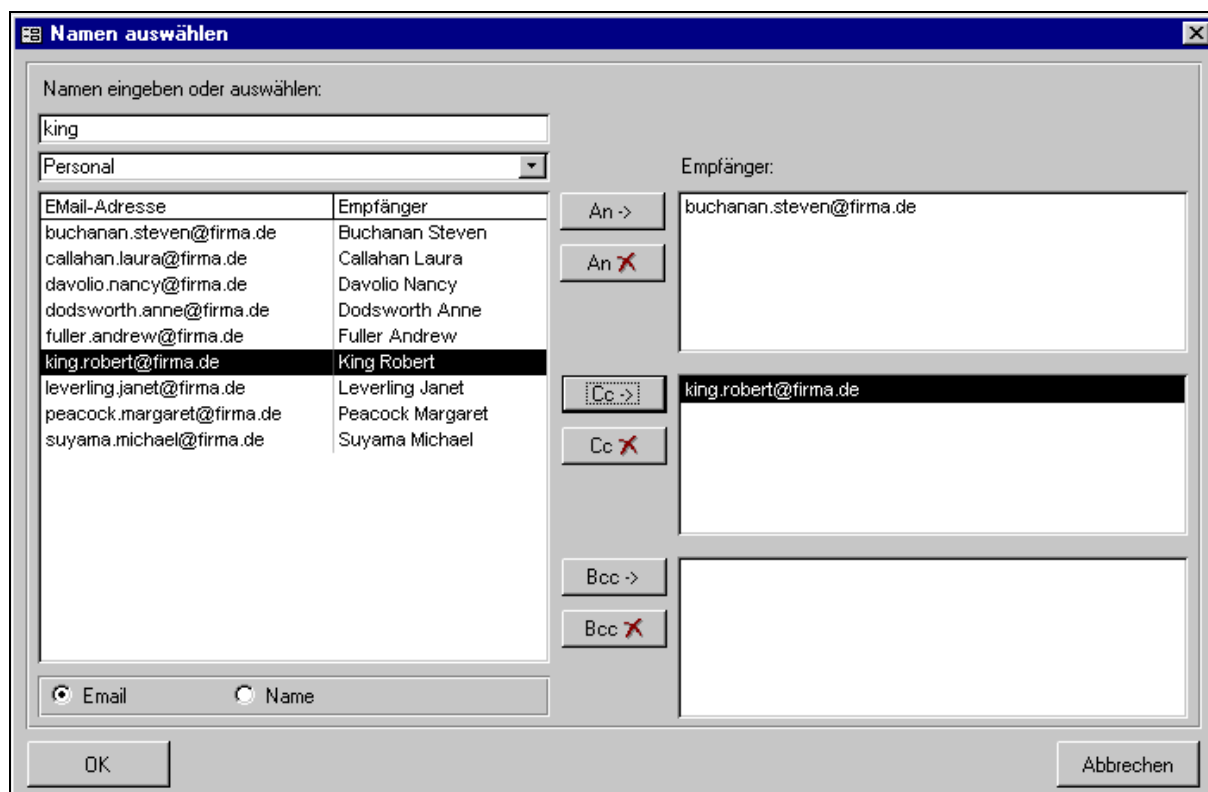 Namen auswählen
Namen eingeben oder auswählen:
king
Personal
Empfänger:
EMail-Adresse Empfänger
buchanan.steven@firma.de Buchanan Steven
callahan.laura@firma.de Callahan Laura
davolio.nancy@firma.de Davolio Nancy
dodsworth.anne@firma.de Dodsworth Anne
fuller.andrew@firma.de Fuller Andrew
king.robert@firma.de King Robert
leverling.janet@firma.de Leverling Janet
peacock.margaret@firma.de Peacock Margaret
suyama.michael@firma.de Suyama Michael
Email Name
An ->
An
buchanan.steven@firma.de
Cc ->
Cc
king.robert@firma.de
Bcc ->
Bcc
OK
Abbrechen